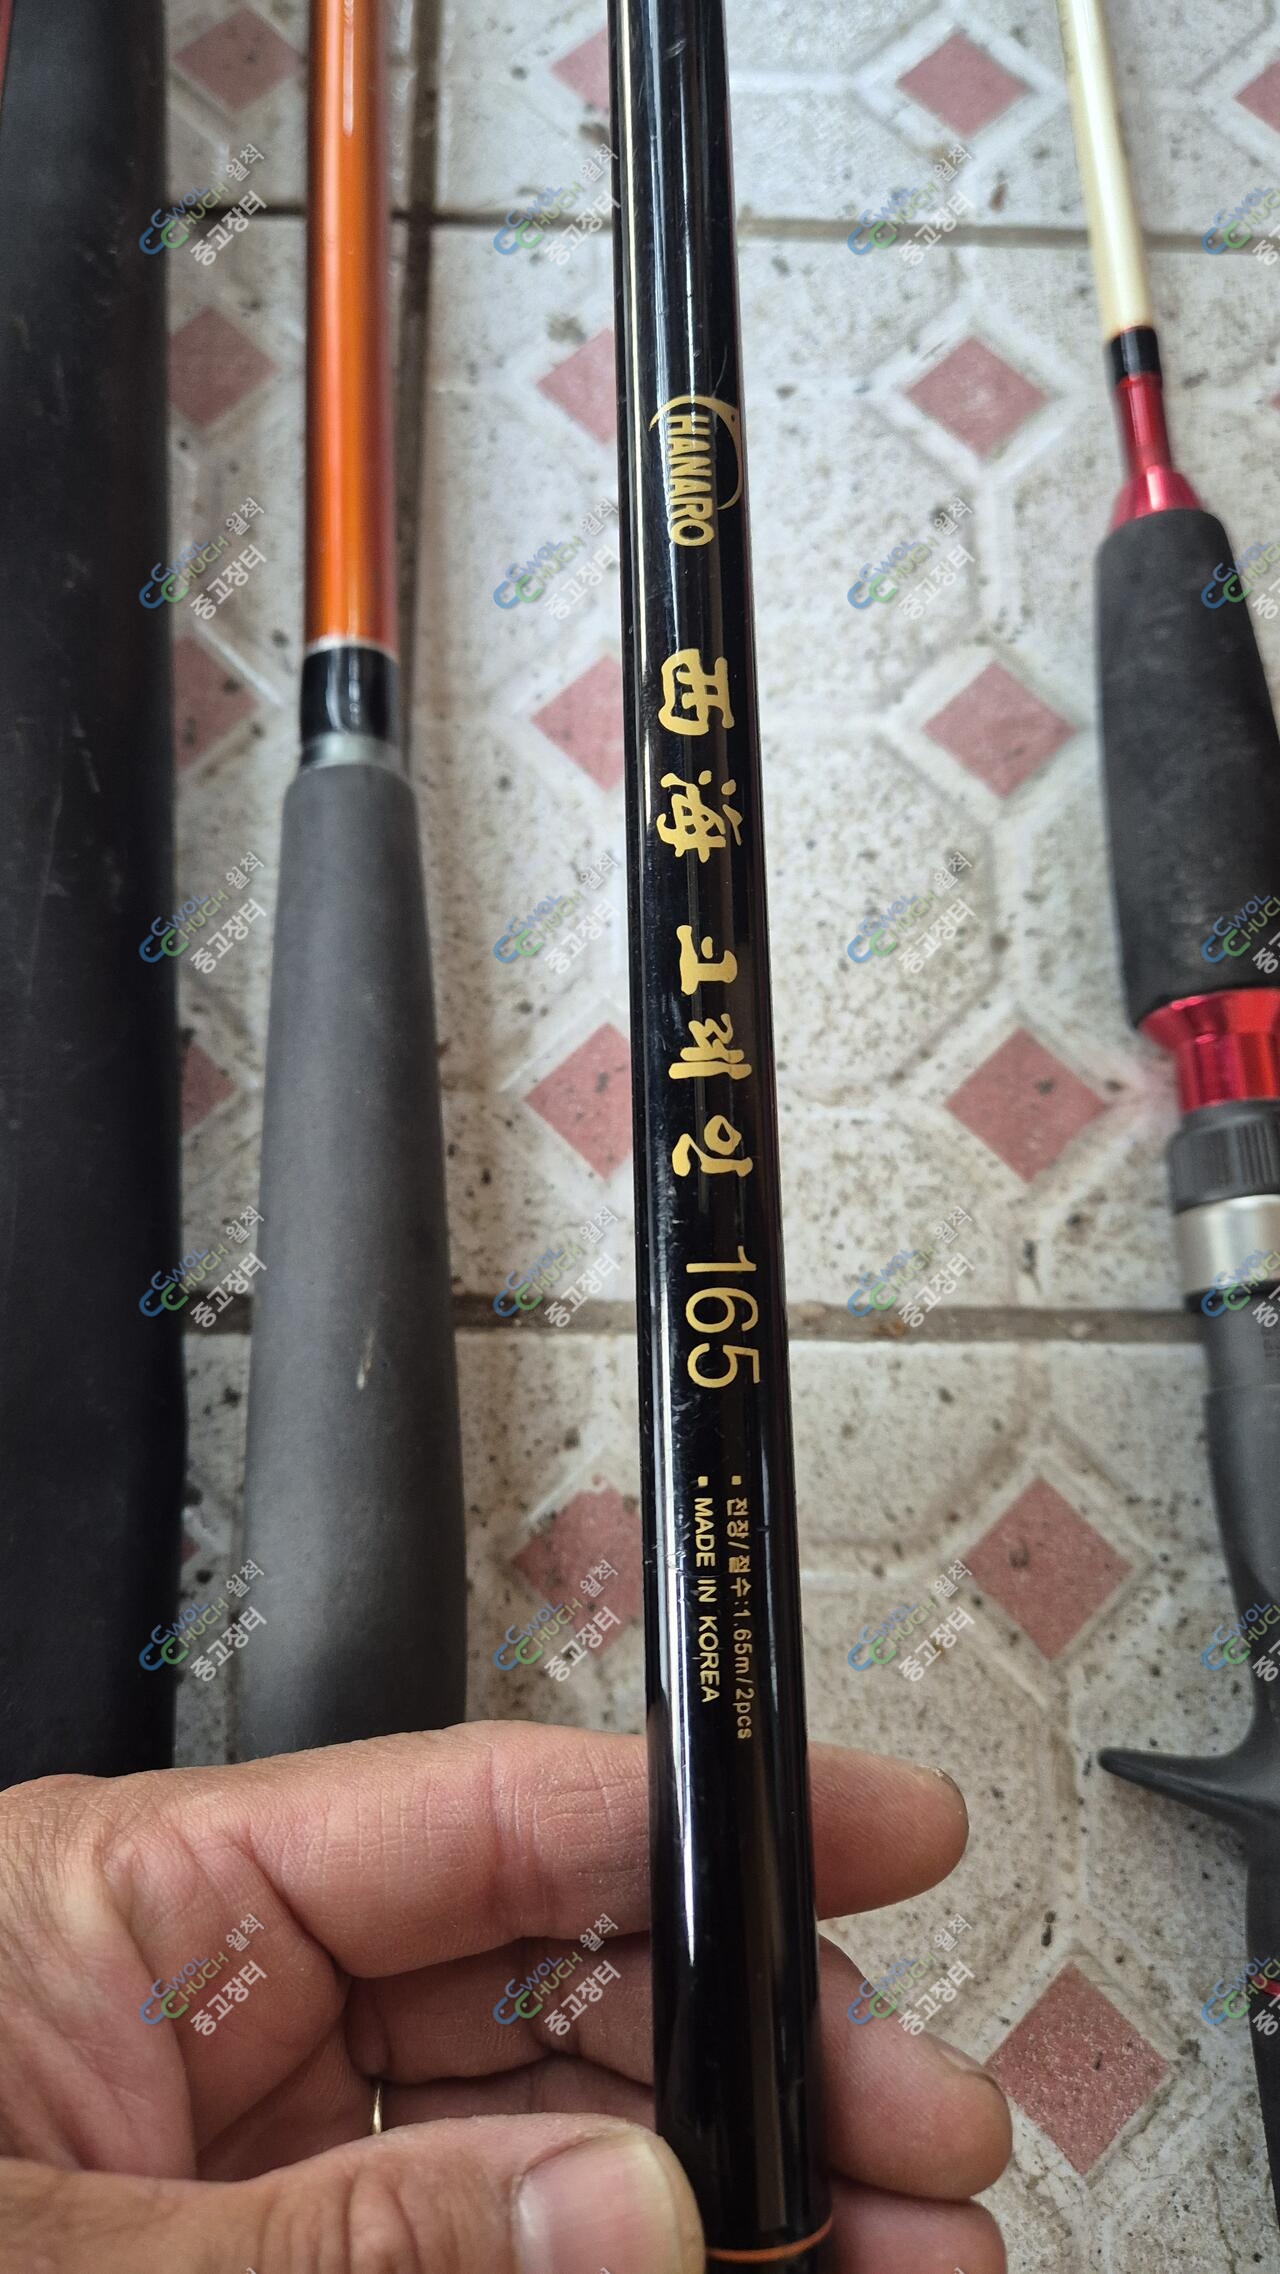 HANARO
西海 그레인 165
▪ 전장/절수:1.65m/2pcs
▪ MADE IN KOREA
CWOL CHUCH 월척 중고장터